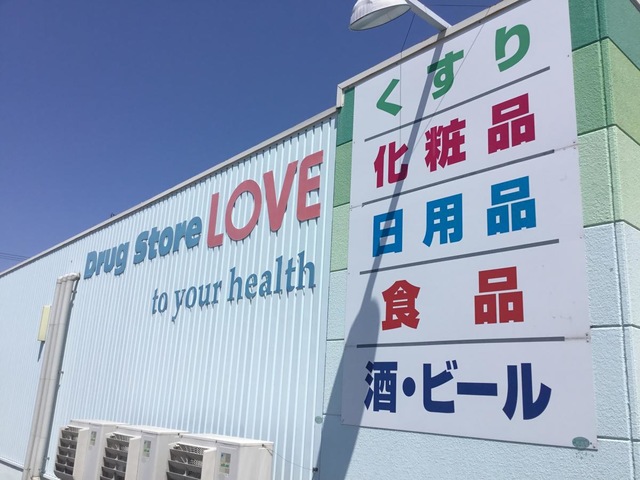 Drug Store LOVE
to your health
くすり
化粧品
日用品
食品
酒・ビール